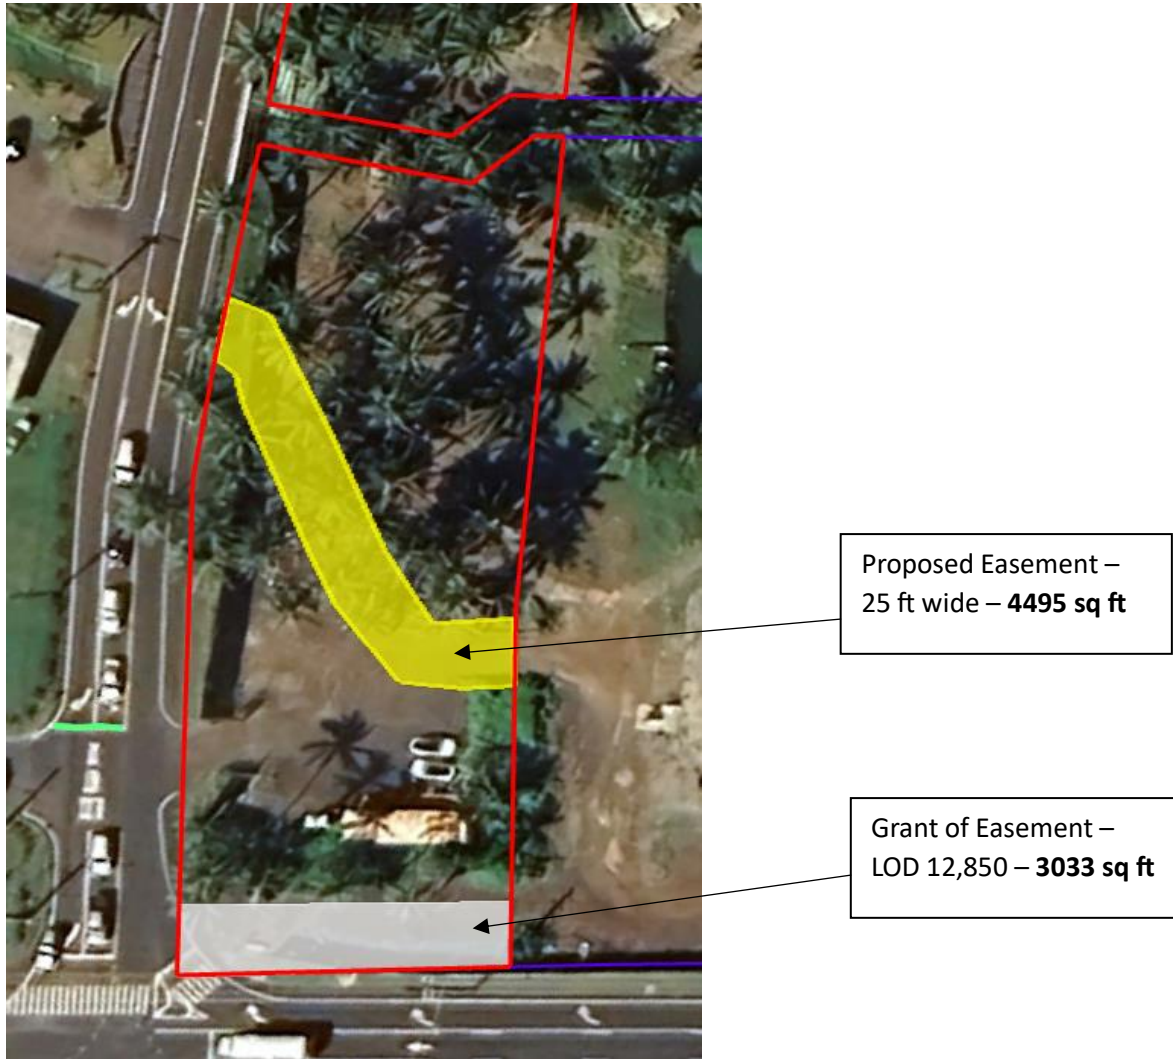 Proposed Easement –
25 ft wide – 4495 sq ft
Grant of Easement –
LOD 12,850 – 3033 sq ft